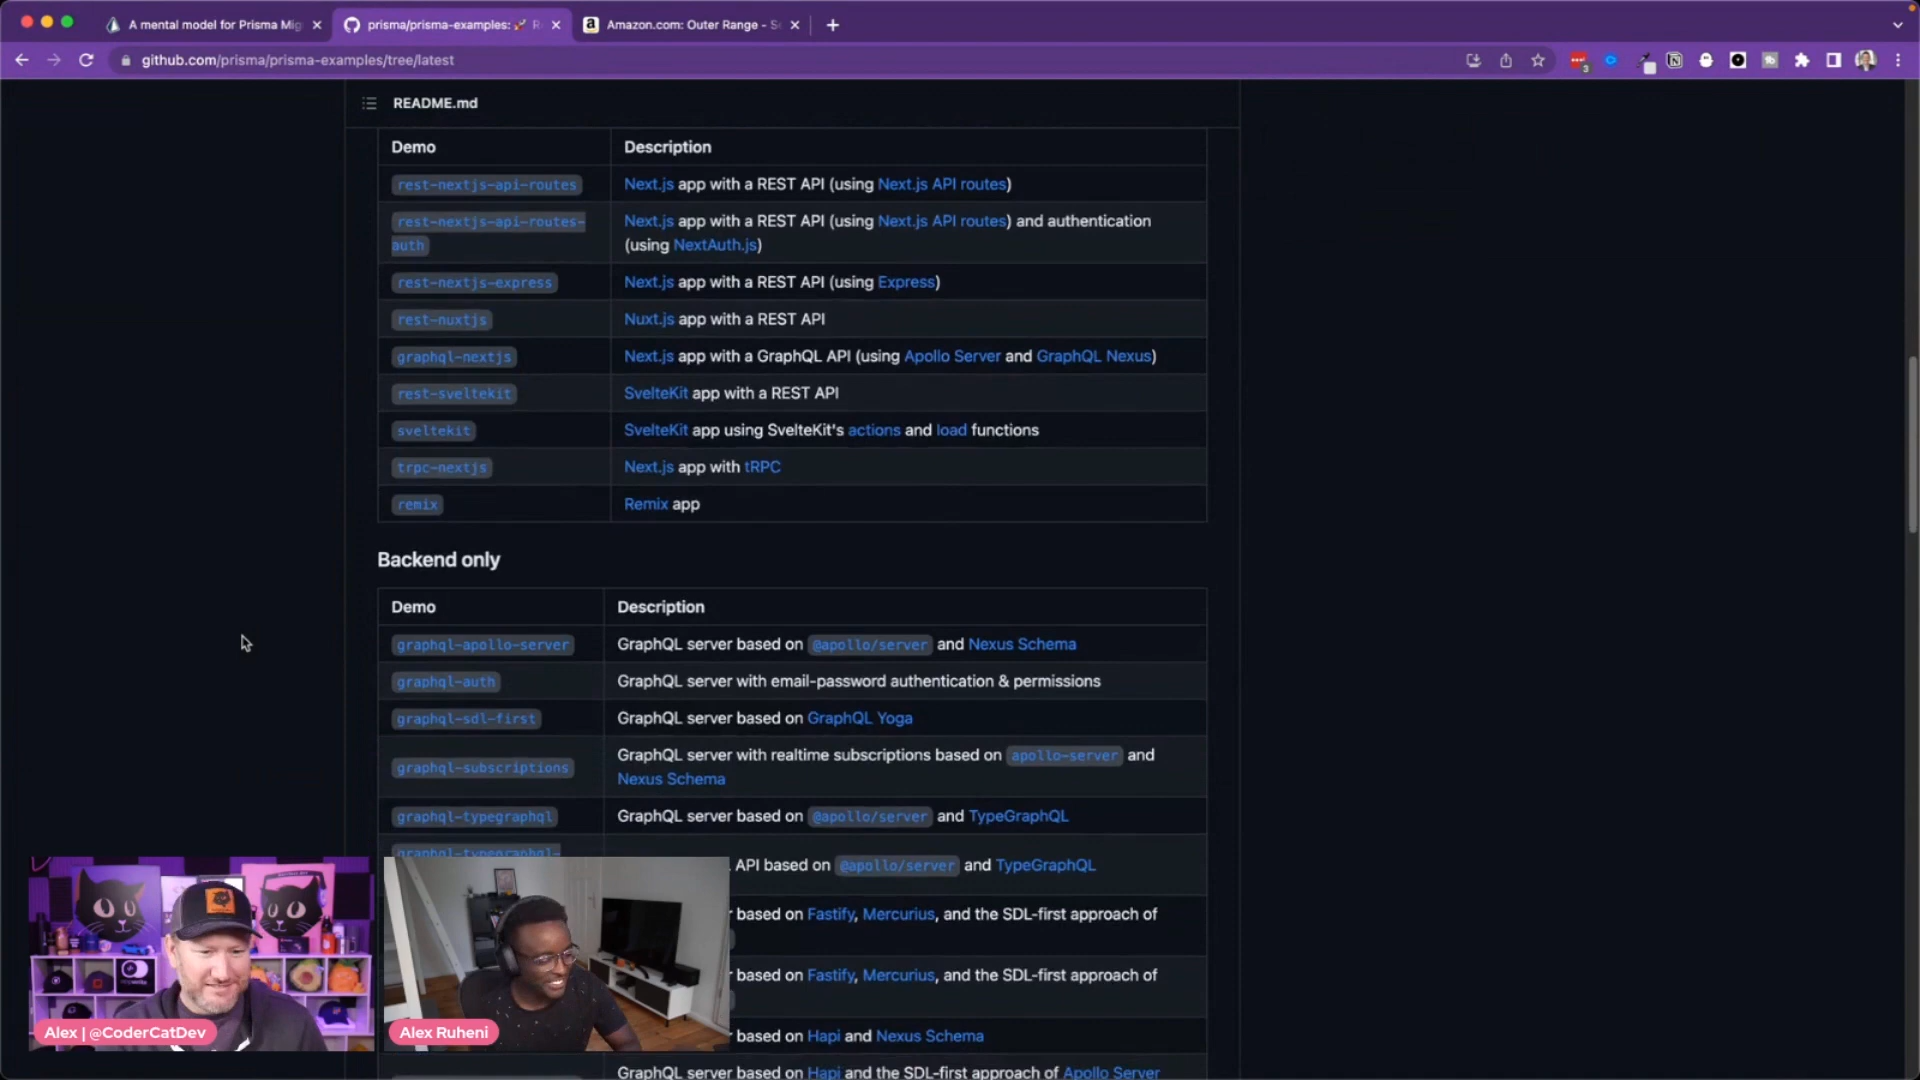 A mental model for Prisma Mig
prisma/prisma-examples: 🚀 R
Amazon.com: Outer Range - S
github.com/prisma/prisma-examples/tree/latest
README.md
Demo Description
rest-nextjs-api-routes Next.js app with a REST API (using Next.js API routes)
rest-nextjs-api-routes- Next.js app with a REST API (using Next.js API routes) and authentication
auth (using NextAuth.js)
rest-nextjs-express Next.js app with a REST API (using Express)
rest-nuxtjs Nuxt.js app with a REST API
graphql-nextjs Next.js app with a GraphQL API (using Apollo Server and GraphQL Nexus)
rest-sveltekit SvelteKit app with a REST API
sveltekit SvelteKit app using SvelteKit's actions and load functions
trpc-nextjs Next.js app with tRPC
remix Remix app
Backend only
Demo Description
graphql-apollo-server GraphQL server based on @apollo/server and Nexus Schema
graphql-auth GraphQL server with email-password authentication & permissions
graphql-sdl-first GraphQL server based on GraphQL Yoga
graphql-subscriptions GraphQL server with realtime subscriptions based on apollo-server and
Nexus Schema
graphql-typegraphql GraphQL server based on @apollo/server and TypeGraphQL
graphql-typegraphql-
API based on @apollo/server and TypeGraphQL
r based on Fastify, Mercurius, and the SDL-first approach of
r based on Fastify, Mercurius, and the SDL-first approach of
r based on Hapi and Nexus Schema
GraphQL server based on Hapi and the SDL-first approach of Apollo Server
Alex | @CoderCatDev
Alex Ruheni